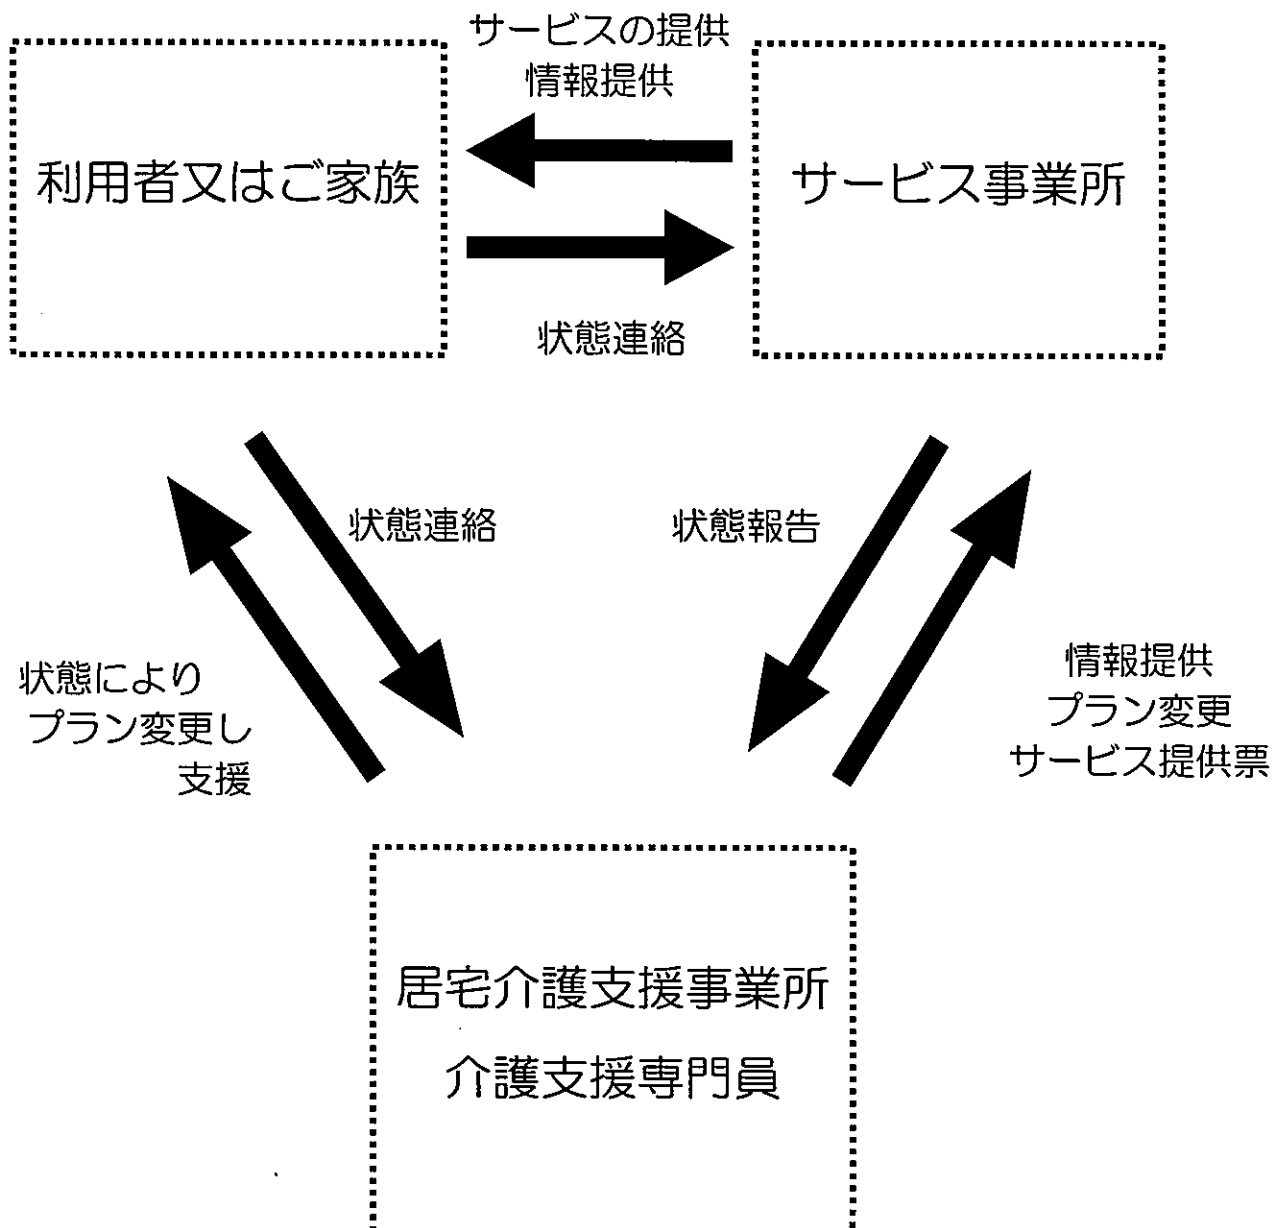 サービスの提供
情報提供
利用者又はご家族
サービス事業所
状態連絡
状態連絡
状態報告
状態により
プラン変更し
支援
情報提供
プラン変更
サービス提供票
居宅介護支援事業所
介護支援専門員